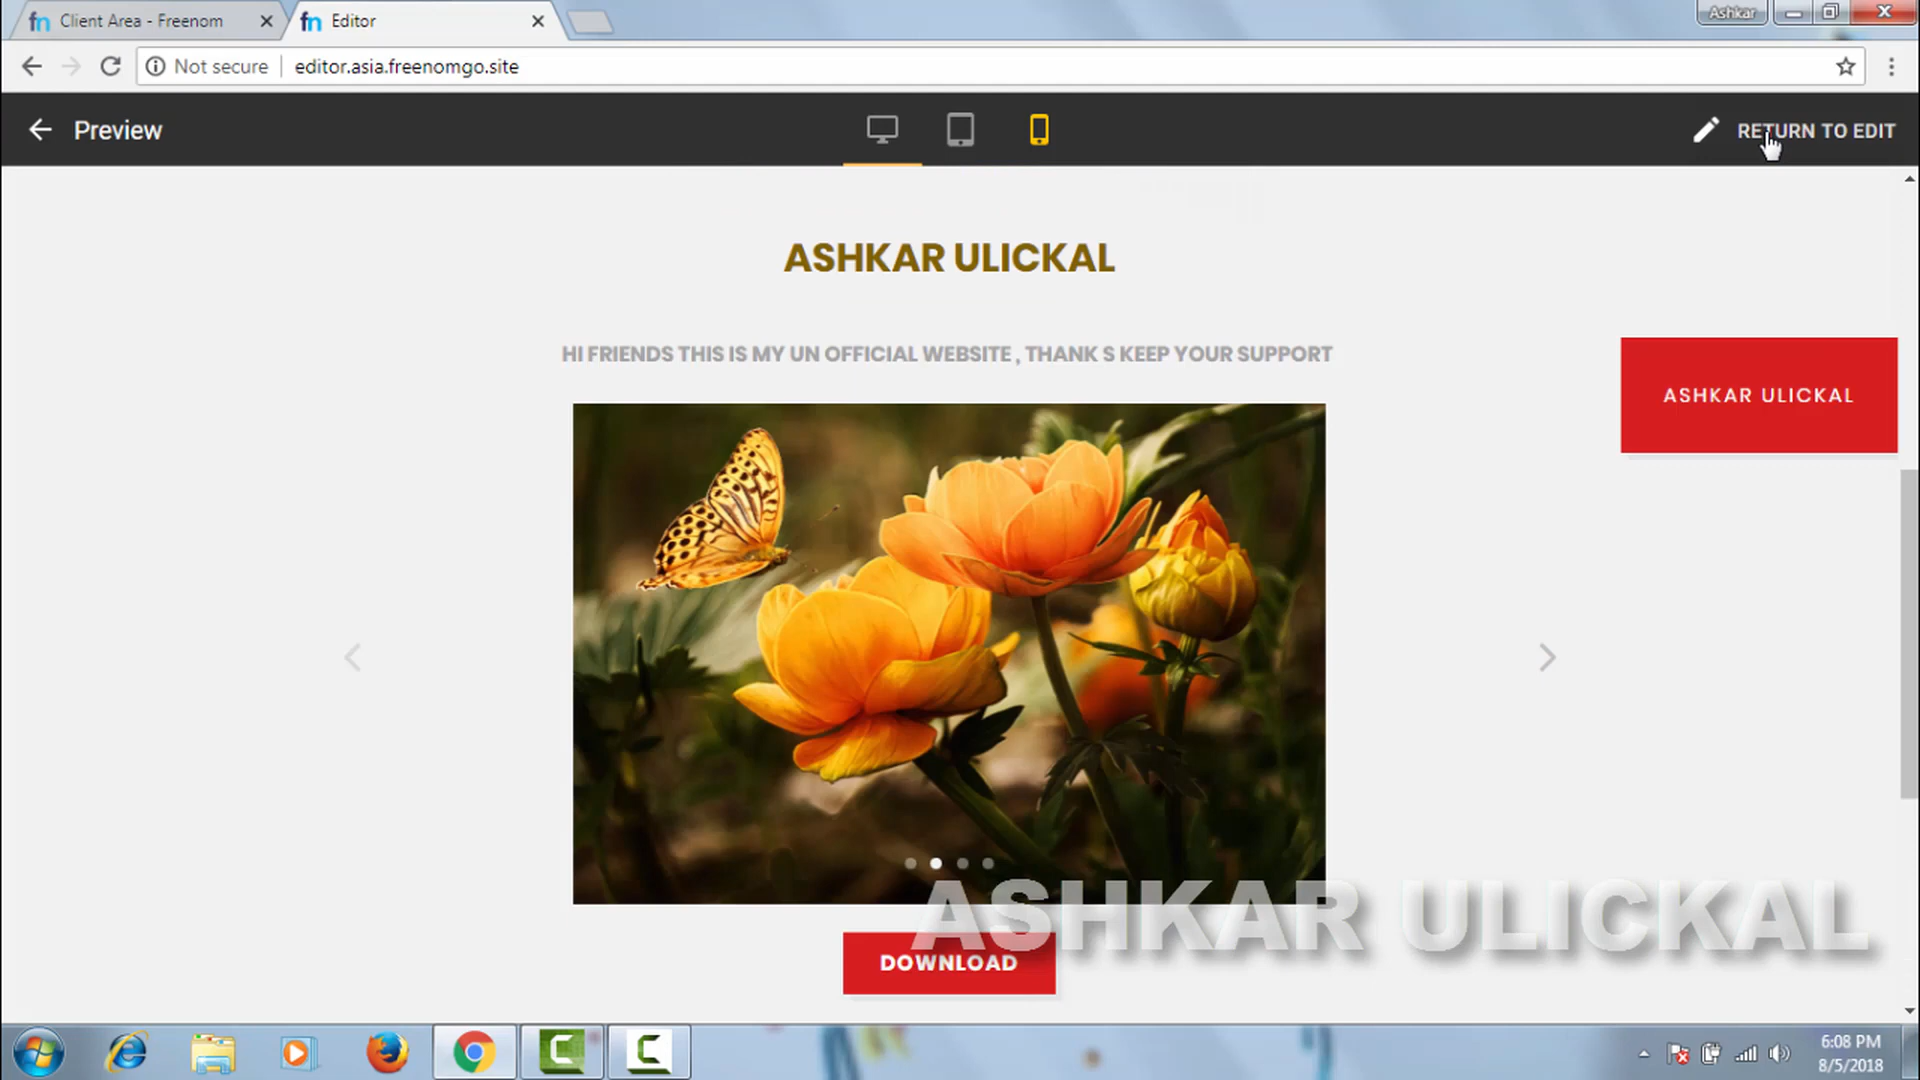 Client Area - Freenom
Editor
Ashkar
Not secure
editor.asia.freenomgo.site
Preview
RETURN TO EDIT
ASHKAR ULICKAL
HI FRIENDS THIS IS MY UN OFFICIAL WEBSITE , THANK S KEEP YOUR SUPPORT
ASHKAR ULICKAL
ASHKAR ULICKAL
DOWNLOAD
6:08 PM
8/5/2018